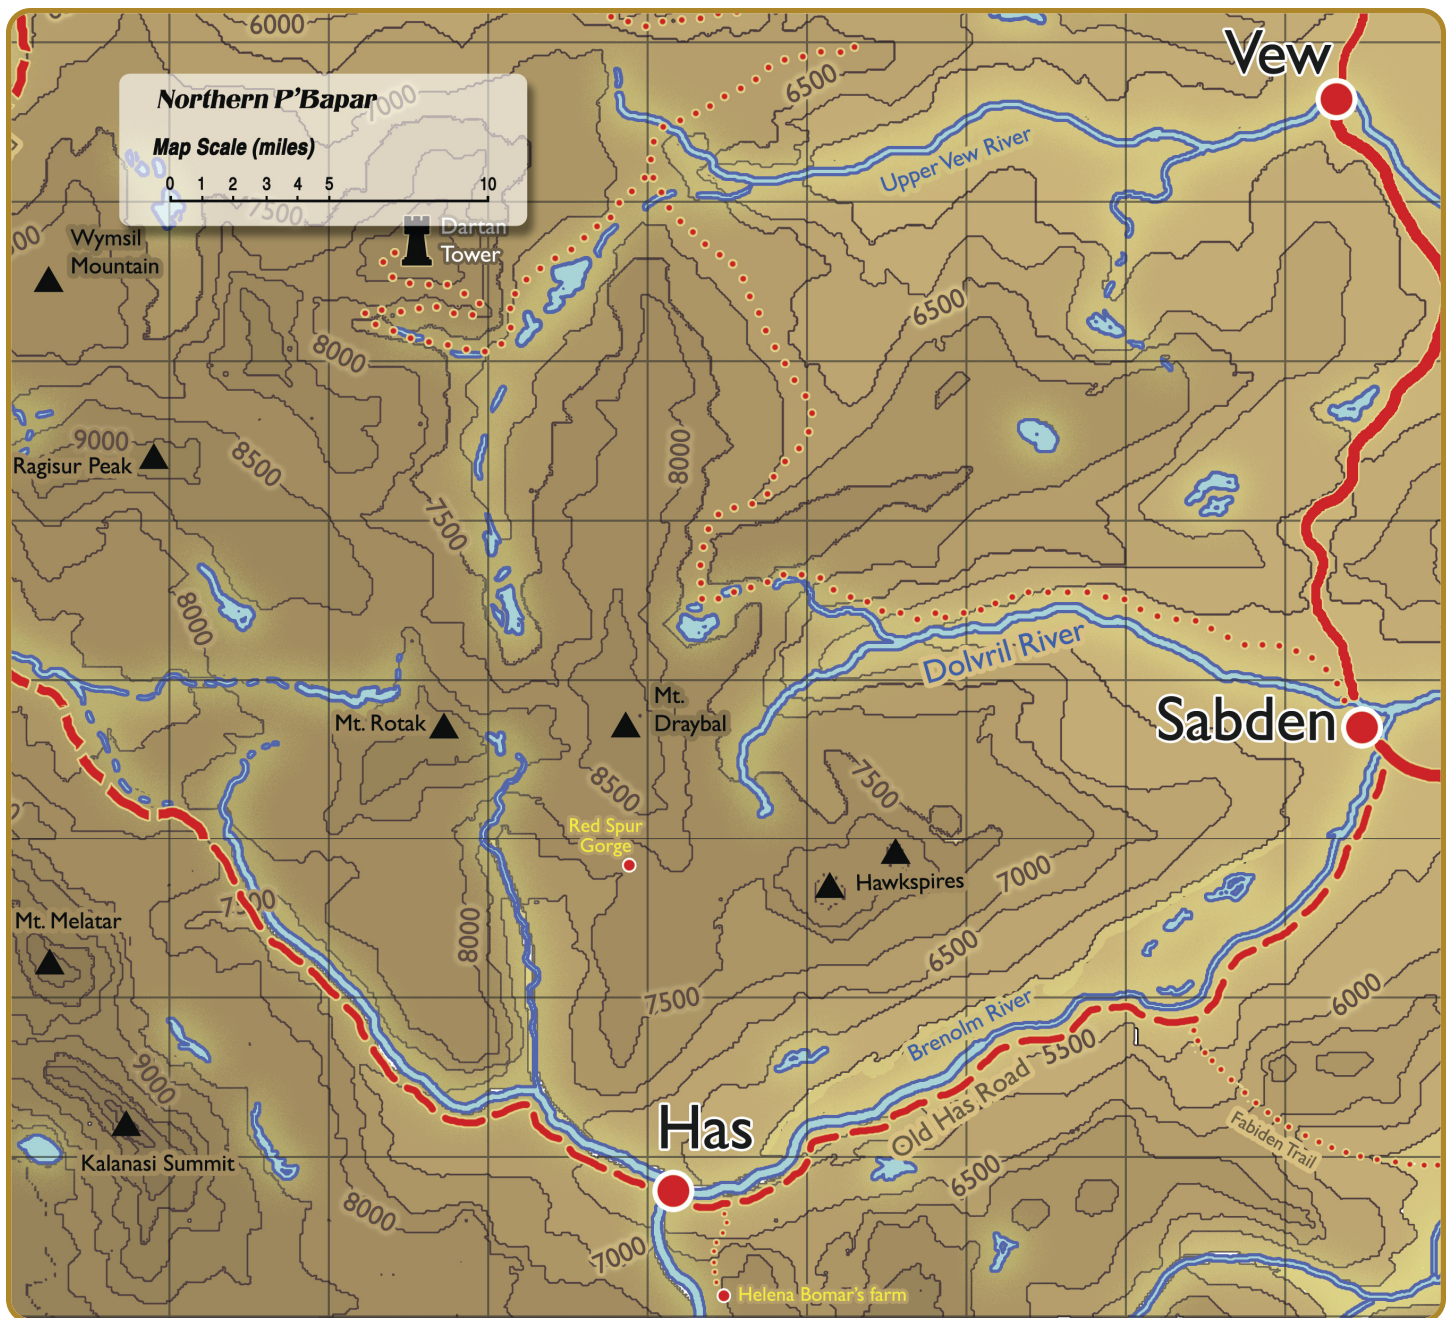 6000
Vew
6500
Northern P'Bapar
7000
Map Scale (miles)
0 1 2 3 4 5 10
7500
Upper Vew River
Dartan
Tower
Wymsil
Mountain
6500
8000
9000
Ragisur Peak
8500
8000
7500
8000
Dolvril River
Mt.
Draybal
Mt. Rotak
Sabden
8500
7500
Red Spur
Gorge
Hawkspires
7000
7500
Mt. Melatar
8000
6500
7500
6000
Brenolm River
5500
Old Has Road
9000
Has
Fabiden Trail
Kalanasi Summit
6500
8000
7000
Helena Bomar's farm